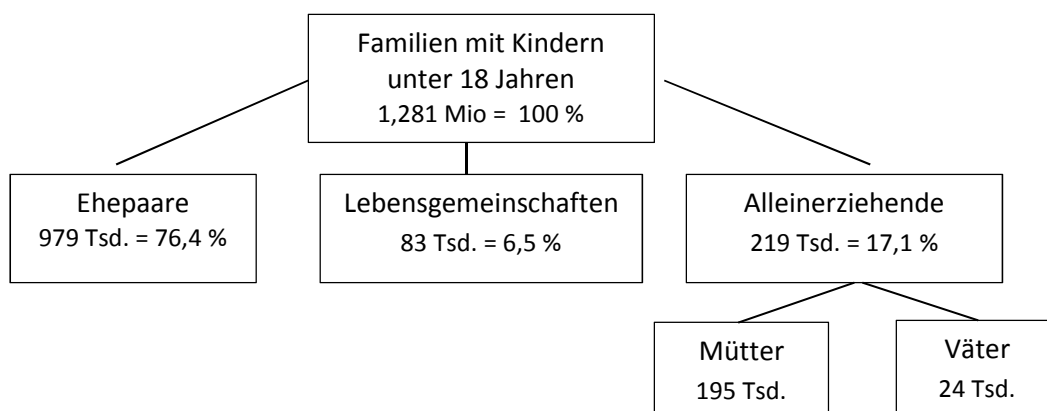 Familien mit Kindern
unter 18 Jahren
1,281 Mio = 100 %
Ehepaare
979 Tsd. = 76,4 %
Lebensgemeinschaften
83 Tsd. = 6,5 %
Alleinerziehende
219 Tsd. = 17,1 %
Mütter
195 Tsd.
Väter
24 Tsd.